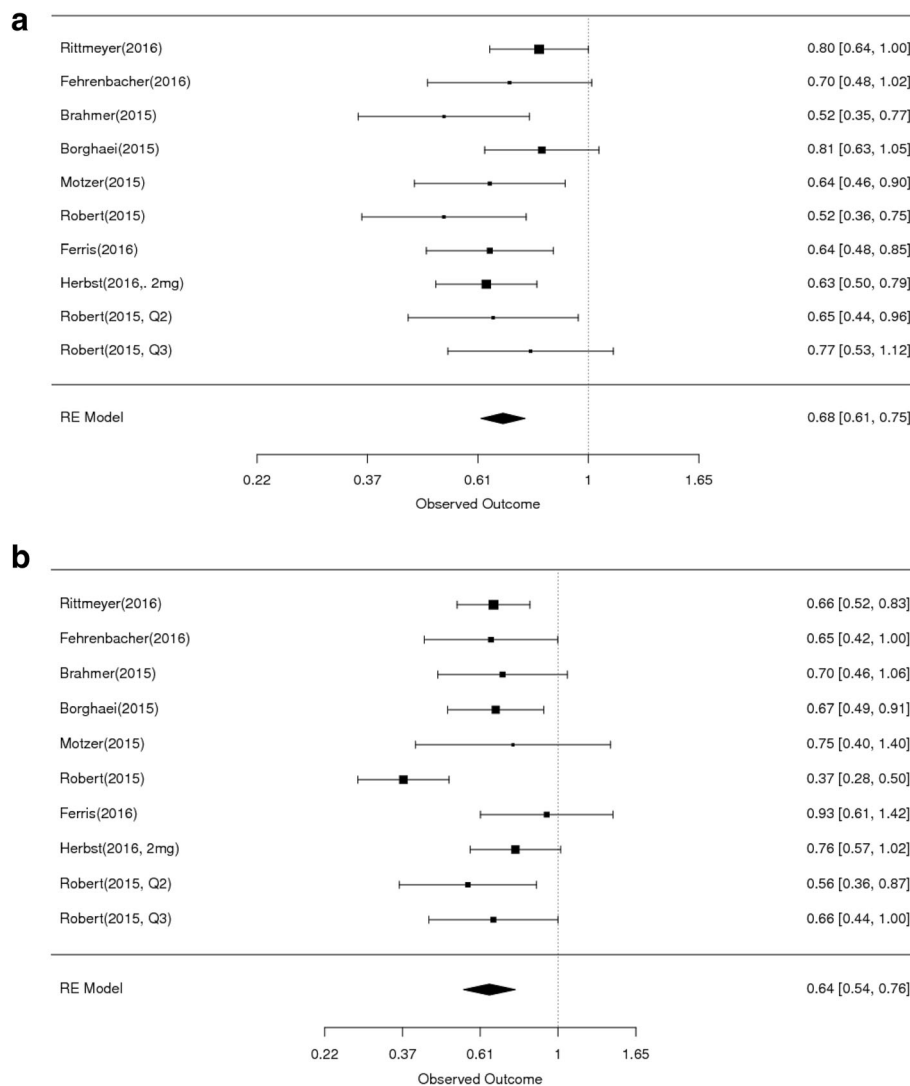 a
Rittmeyer(2016) 0.80 [0.64, 1.00]
Fehrenbacher(2016) 0.70 [0.48, 1.02]
Brahmer(2015) 0.52 [0.35, 0.77]
Borghaei(2015) 0.81 [0.63, 1.05]
Motzer(2015) 0.64 [0.46, 0.90]
Robert(2015) 0.52 [0.36, 0.75]
Ferris(2016) 0.64 [0.48, 0.85]
Herbst(2016,. 2mg) 0.63 [0.50, 0.79]
Robert(2015, Q2) 0.65 [0.44, 0.96]
Robert(2015, Q3) 0.77 [0.53, 1.12]
RE Model 0.68 [0.61, 0.75]
0.22 0.37 0.61 1 1.65
Observed Outcome
b
Rittmeyer(2016) 0.66 [0.52, 0.83]
Fehrenbacher(2016) 0.65 [0.42, 1.00]
Brahmer(2015) 0.70 [0.46, 1.06]
Borghaei(2015) 0.67 [0.49, 0.91]
Motzer(2015) 0.75 [0.40, 1.40]
Robert(2015) 0.37 [0.28, 0.50]
Ferris(2016) 0.93 [0.61, 1.42]
Herbst(2016, 2mg) 0.76 [0.57, 1.02]
Robert(2015, Q2) 0.56 [0.36, 0.87]
Robert(2015, Q3) 0.66 [0.44, 1.00]
RE Model 0.64 [0.54, 0.76]
0.22 0.37 0.61 1 1.65
Observed Outcome